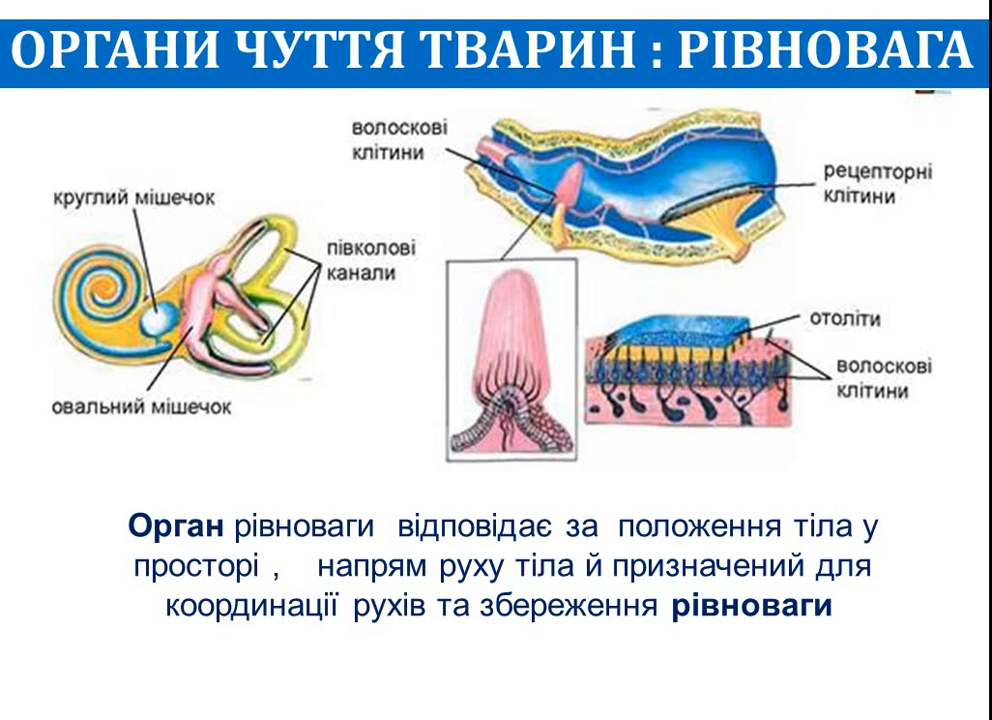 ОРГАНИ ЧУТТЯ ТВАРИН : РІВНОВАГА
волоскові
клітини
рецепторні
клітини
круглий мішечок
півколові
канали
отоліти
волоскові
клітини
овальний мішечок
Орган рівноваги відповідає за положення тіла у
просторі , напрям руху тіла й призначений для
координації рухів та збереження рівноваги